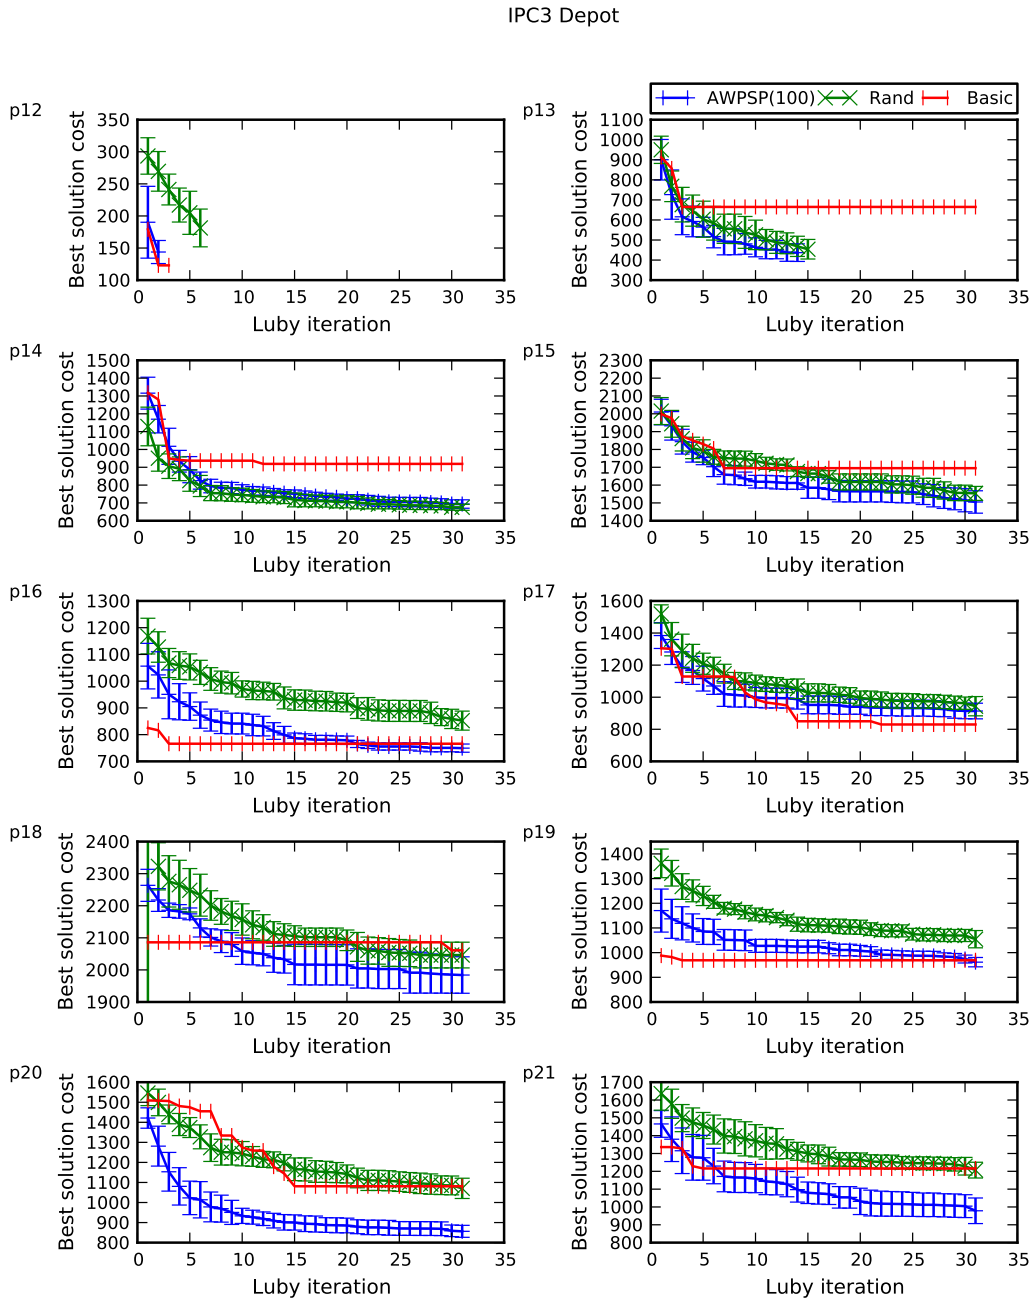 IPC3 Depot
AWPSP(100) Rand Basic
p12
Best solution cost
350
300
250
200
150
100
0 5 10 15 20 25 30 35
Luby iteration
p13
Best solution cost
1100
1000
900
800
700
600
500
400
300
0 5 10 15 20 25 30 35
Luby iteration
p14
Best solution cost
1500
1400
1300
1200
1100
1000
900
800
700
600
0 5 10 15 20 25 30 35
Luby iteration
p15
Best solution cost
2300
2200
2100
2000
1900
1800
1700
1600
1500
1400
0 5 10 15 20 25 30 35
Luby iteration
p16
Best solution cost
1300
1200
1100
1000
900
800
700
0 5 10 15 20 25 30 35
Luby iteration
p17
Best solution cost
1600
1400
1200
1000
800
600
0 5 10 15 20 25 30 35
Luby iteration
p18
Best solution cost
2400
2300
2200
2100
2000
1900
0 5 10 15 20 25 30 35
Luby iteration
p19
Best solution cost
1400
1300
1200
1100
1000
900
800
0 5 10 15 20 25 30 35
Luby iteration
p20
Best solution cost
1600
1500
1400
1300
1200
1100
1000
900
800
0 5 10 15 20 25 30 35
Luby iteration
p21
Best solution cost
1700
1600
1500
1400
1300
1200
1100
1000
900
800
0 5 10 15 20 25 30 35
Luby iteration